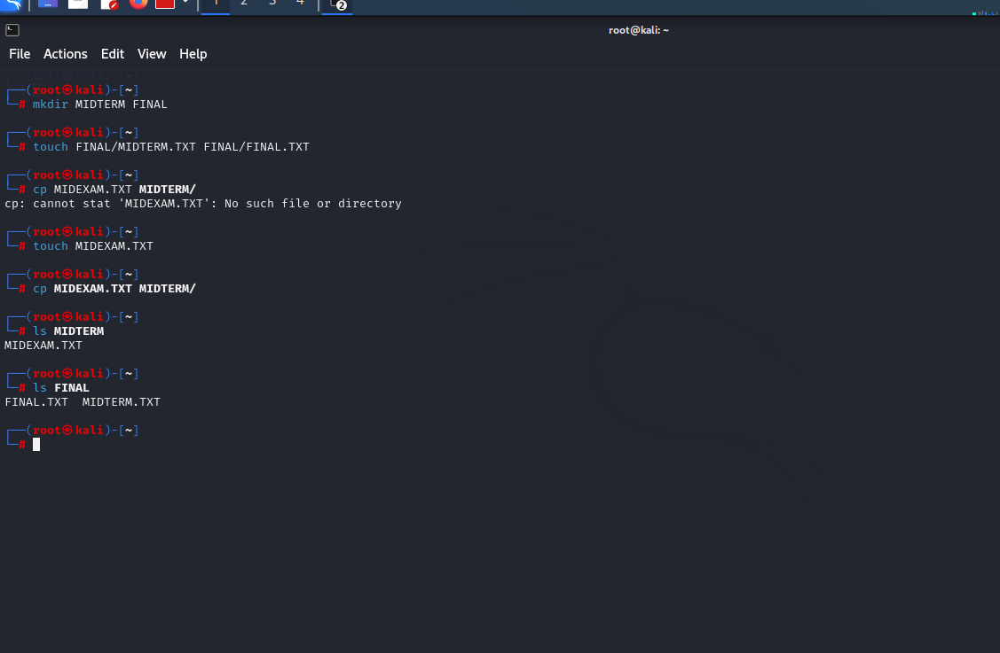 1 2 3 4 2
root@kali: ~
File Actions Edit View Help
┌──(root㉿kali)-[~]
└─# mkdir MIDTERM FINAL
┌──(root㉿kali)-[~]
└─# touch FINAL/MIDTERM.TXT FINAL/FINAL.TXT
┌──(root㉿kali)-[~]
└─# cp MIDEXAM.TXT MIDTERM/
cp: cannot stat 'MIDEXAM.TXT': No such file or directory
┌──(root㉿kali)-[~]
└─# touch MIDEXAM.TXT
┌──(root㉿kali)-[~]
└─# cp MIDEXAM.TXT MIDTERM/
┌──(root㉿kali)-[~]
└─# ls MIDTERM
MIDEXAM.TXT
┌──(root㉿kali)-[~]
└─# ls FINAL
FINAL.TXT  MIDTERM.TXT
┌──(root㉿kali)-[~]
└─#